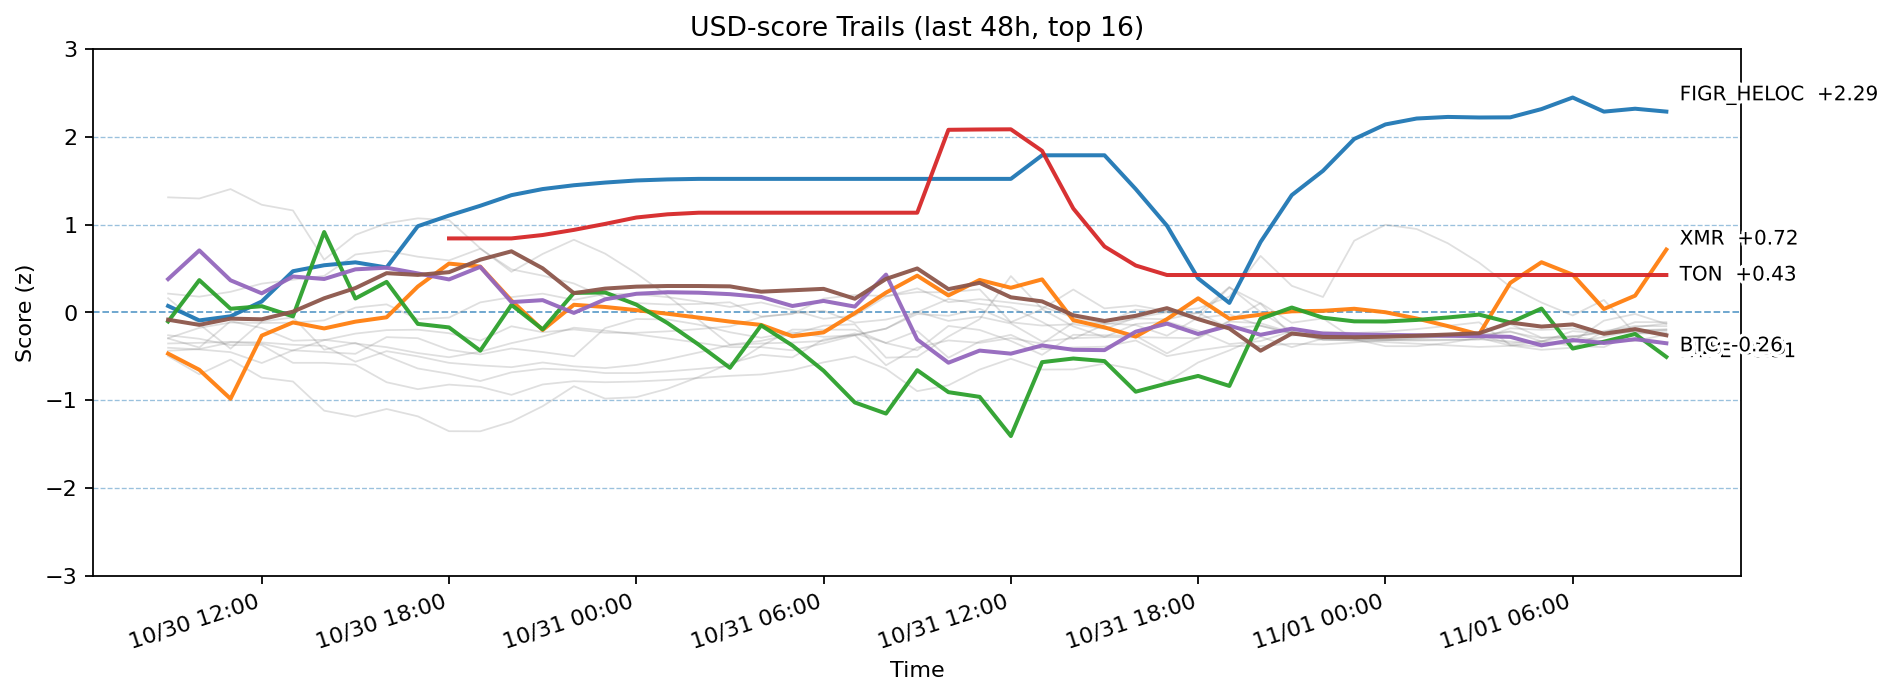 USD-score Trails (last 48h, top 16)
3
2
1
0
−1
−2
−3
Score (z)
FIGR_HELOC +2.29
XMR +0.72
TON +0.43
BTC -0.26
10/30 12:00
10/30 18:00
10/31 00:00
10/31 06:00
10/31 12:00
10/31 18:00
11/01 00:00
11/01 06:00
Time